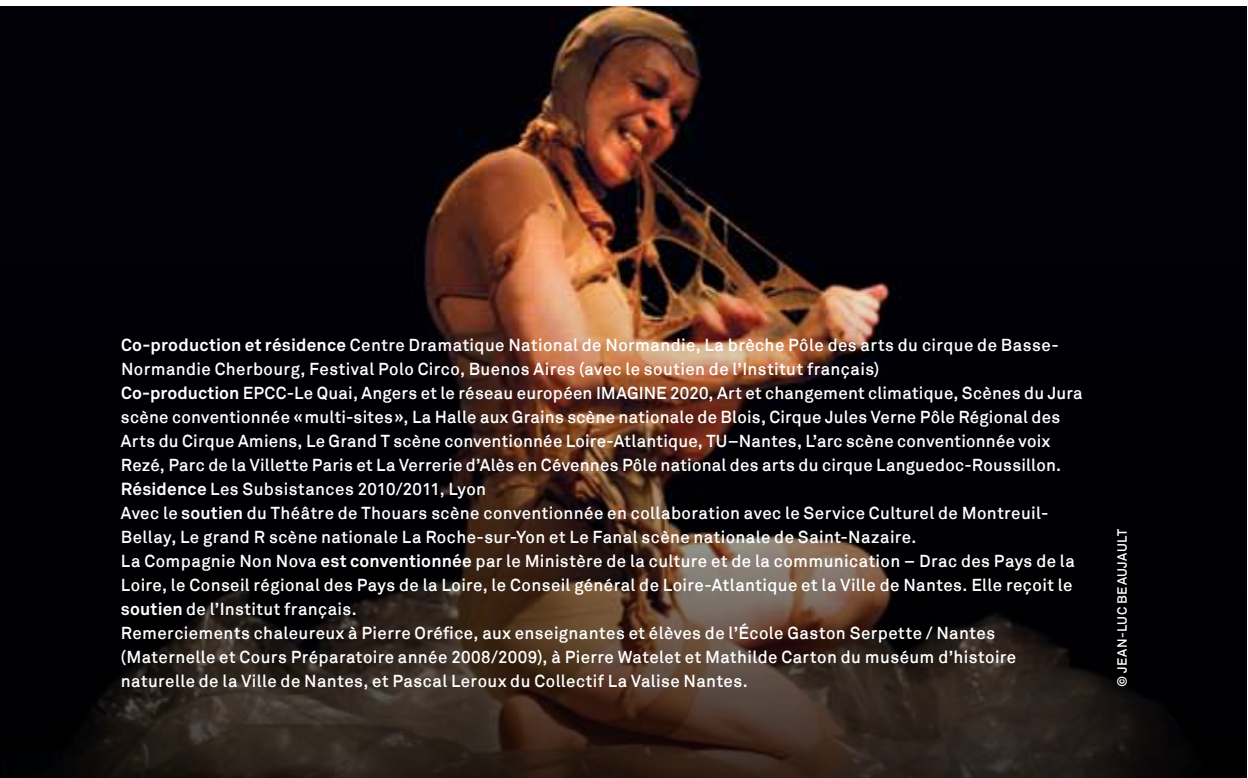 Co-production et résidence Centre Dramatique National de Normandie, La brèche Pôle des arts du cirque de Basse-
Normandie Cherbourg, Festival Polo Circo, Buenos Aires (avec le soutien de l'Institut français)
Co-production EPCC-Le Quai, Angers et le réseau européen IMAGINE 2020, Art et changement climatique, Scènes du Jura
scène conventionnée «multi-sites», La Halle aux Grains scène nationale de Blois, Cirque Jules Verne Pôle Régional des
Arts du Cirque Amiens, Le Grand T scène conventionnée Loire-Atlantique, TU–Nantes, L'arc scène conventionnée voix
Rezé, Parc de la Villette Paris et La Verrerie d'Alès en Cévennes Pôle national des arts du cirque Languedoc-Roussillon.
Résidence Les Subsistances 2010/2011, Lyon
Avec le soutien du Théâtre de Thouars scène conventionnée en collaboration avec le Service Culturel de Montreuil-
Bellay, Le grand R scène nationale La Roche-sur-Yon et Le Fanal scène nationale de Saint-Nazaire.
La Compagnie Non Nova est conventionnée par le Ministère de la culture et de la communication – Drac des Pays de la
Loire, le Conseil régional des Pays de la Loire, le Conseil général de Loire-Atlantique et la Ville de Nantes. Elle reçoit le
soutien de l'Institut français.
Remerciements chaleureux à Pierre Oréfice, aux enseignantes et élèves de l'École Gaston Serpette / Nantes
(Maternelle et Cours Préparatoire année 2008/2009), à Pierre Watelet et Mathilde Carton du muséum d'histoire
naturelle de la Ville de Nantes, et Pascal Leroux du Collectif La Valise Nantes.
© JEAN-LUC BEAUJAULT